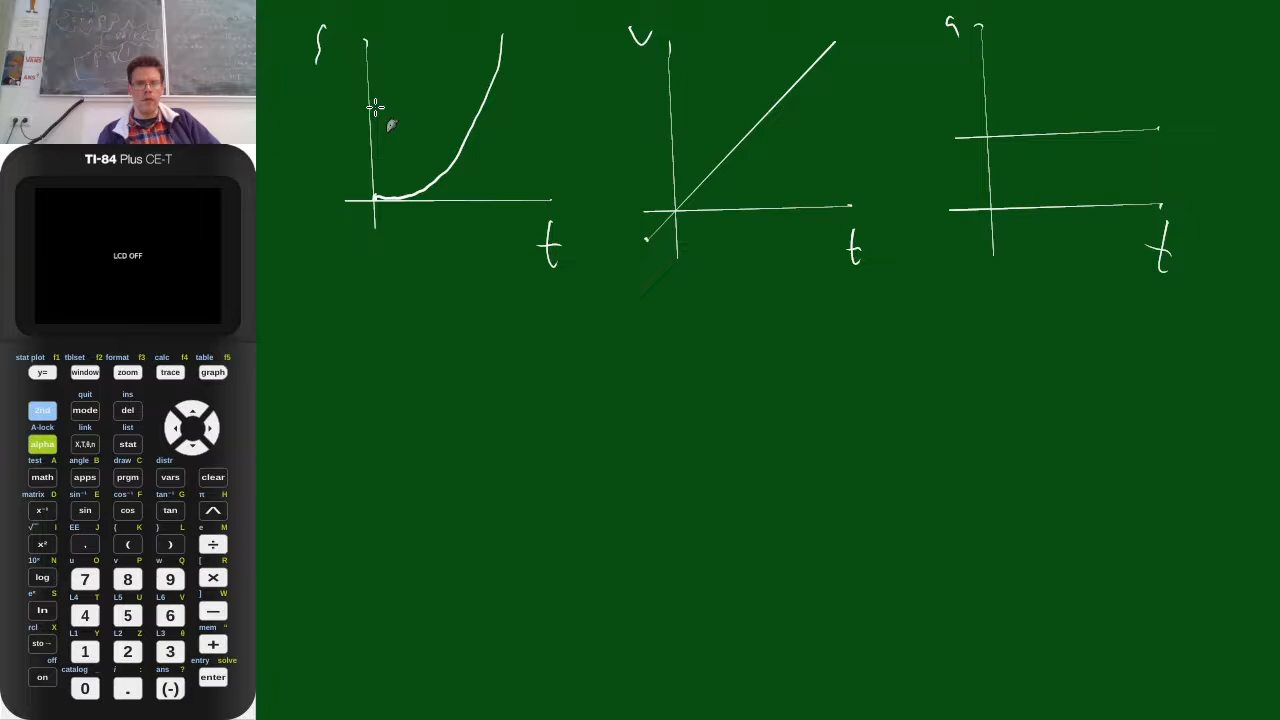 s v a
t t t
TI-84 Plus CE-T
LCD OFF
stat plot f1 tblset f2 format f3 calc f4 table f5
y= window zoom trace graph
quit ins
2nd mode del
A-lock link list
alpha X,T,θ,n stat
test A angle B draw C distr
math apps prgm vars clear
matrix D sin⁻¹ E cos⁻¹ F tan⁻¹ G π H
x⁻¹ sin cos tan ^
√‾ I EE J { K } L e M
x² , ( ) ÷
10ˣ N u O v P w Q [ R
log 7 8 9 ×
eˣ S L4 T L5 U L6 V ] W
ln 4 5 6 —
rcl X L1 Y L2 Z L3 θ mem "
sto→ 1 2 3 +
off catalog _ i : ans ? entry solve
on 0 . (-) enter